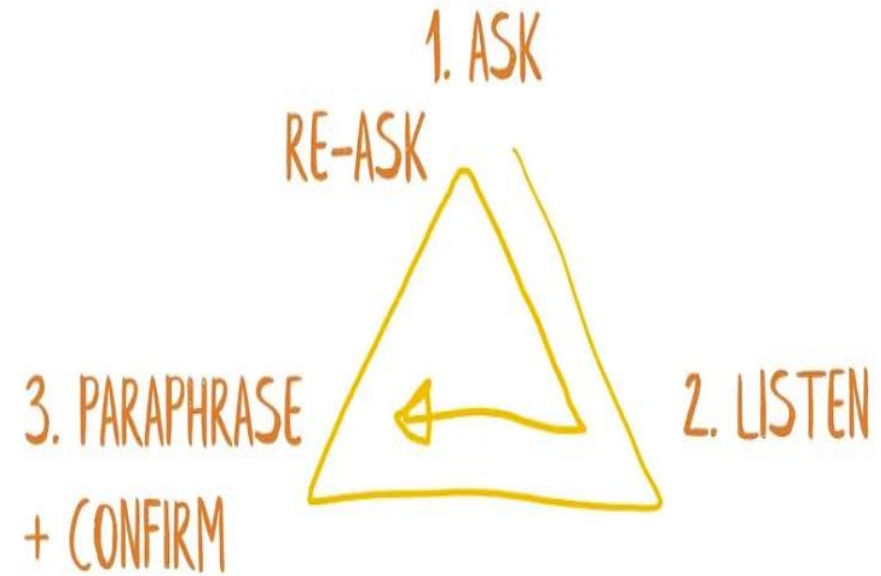 1. ASK
RE-ASK
2. LISTEN
3. PARAPHRASE
+ CONFIRM